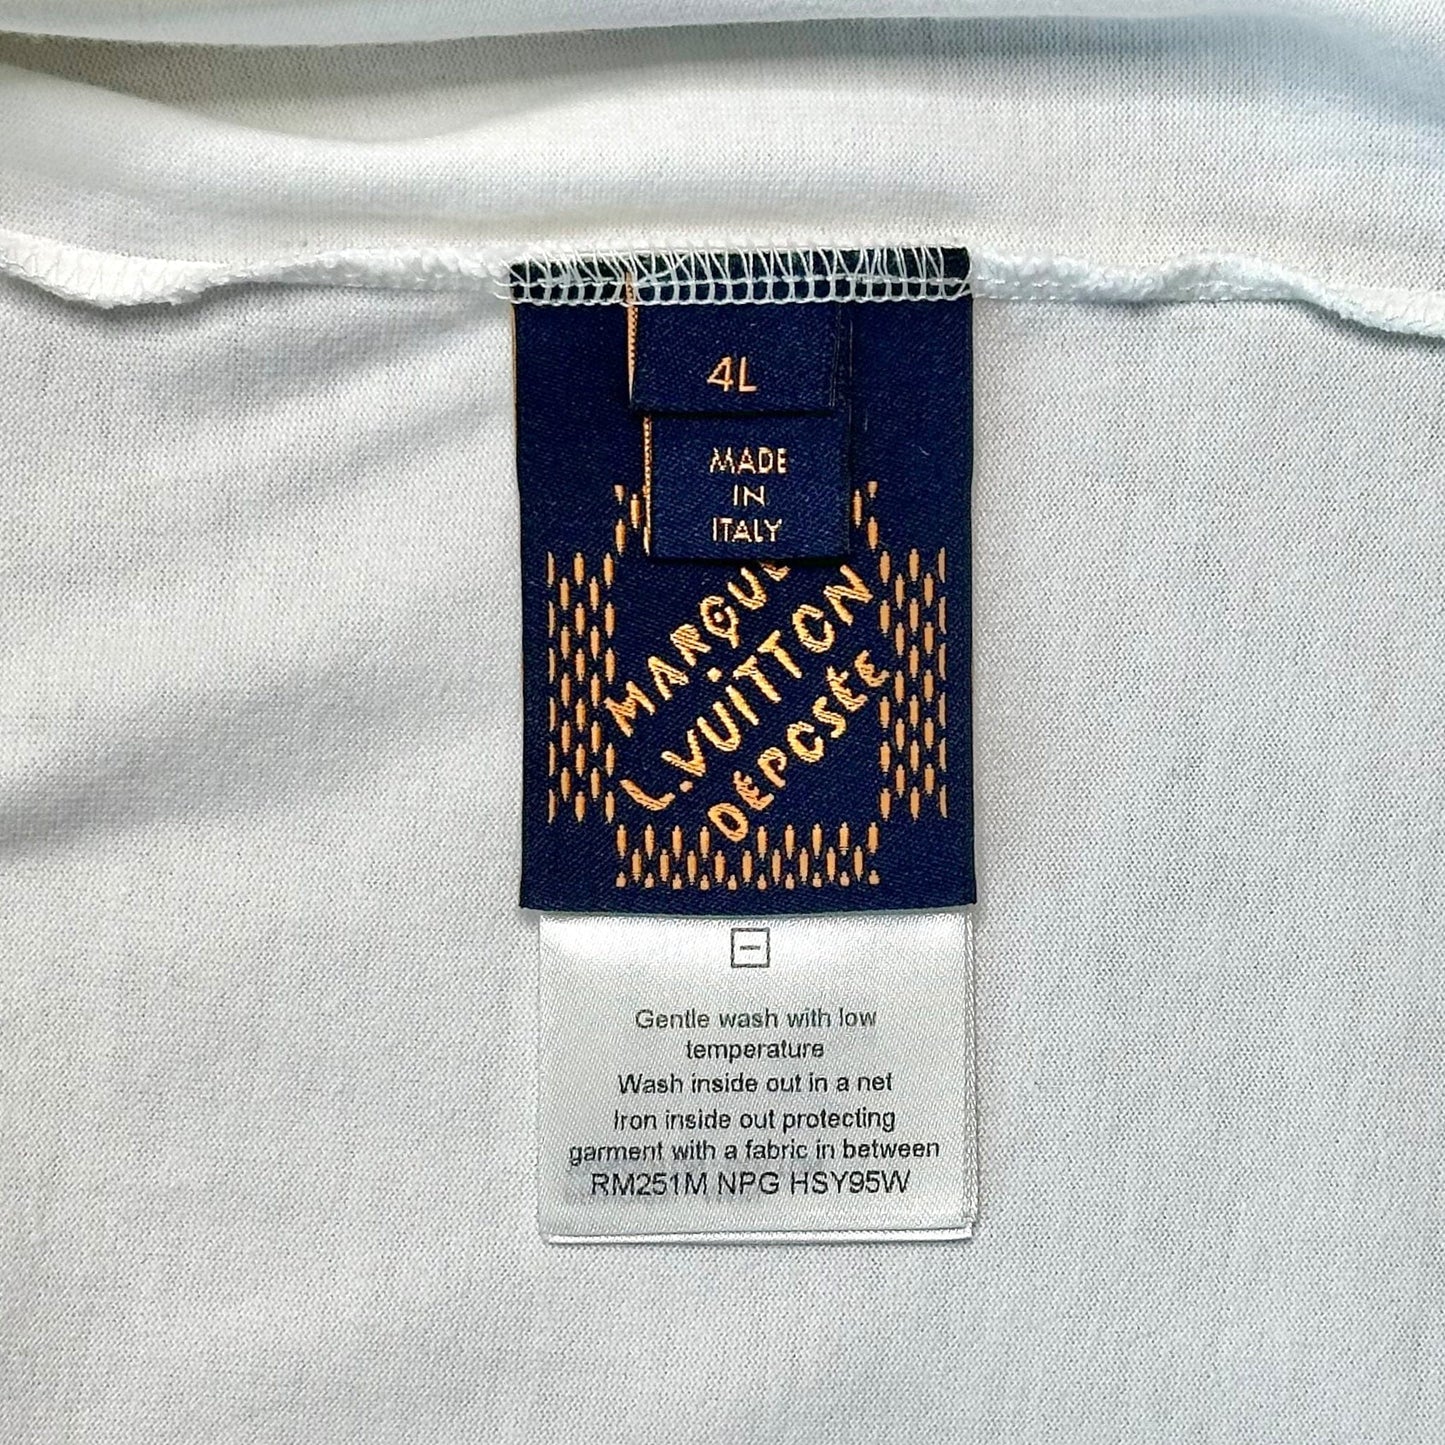 4L
MADE
IN
ITALY
MARQUE
L.VUITTON
DÉPOSÉE
Gentle wash with low
temperature
Wash inside out in a net
Iron inside out protecting
garment with a fabric in between
RM251M NPG HSY95W